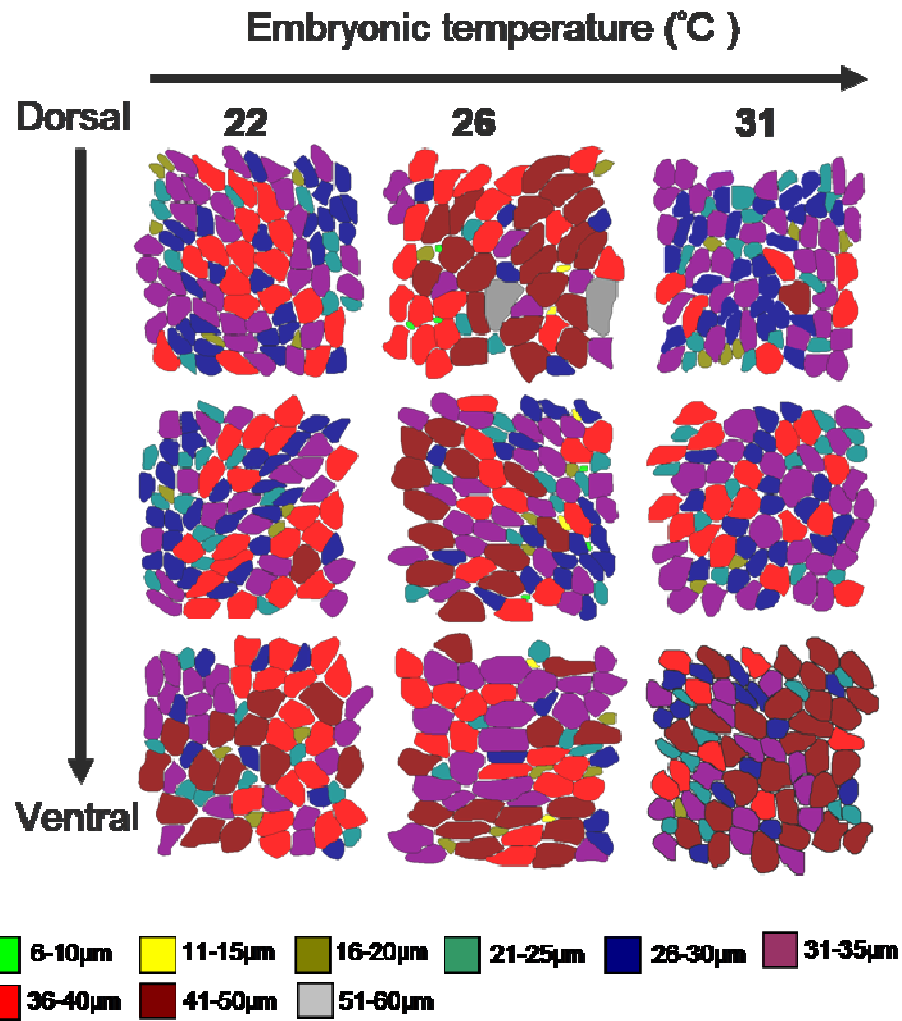 Embryonic temperature (°C )
Dorsal
22 26 31
Ventral
6-10µm 11-15µm 16-20µm 21-25µm 26-30µm 31-35µm
36-40µm 41-50µm 51-60µm